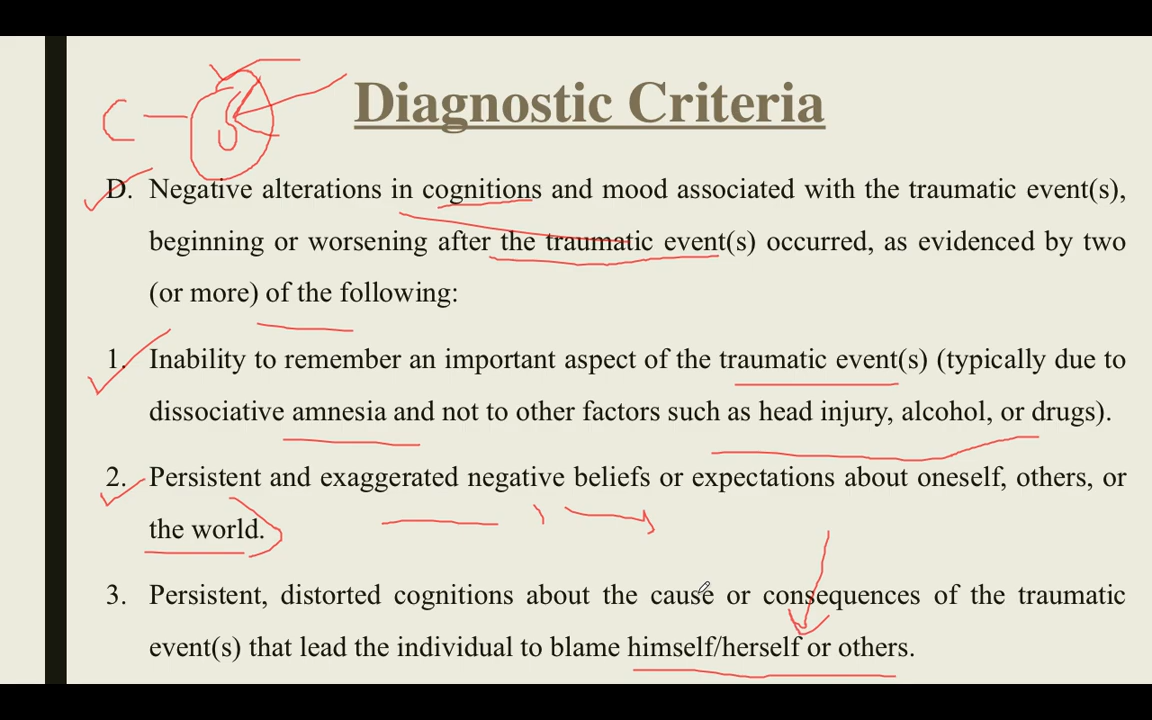 Diagnostic Criteria
C
D. Negative alterations in cognitions and mood associated with the traumatic event(s),
beginning or worsening after the traumatic event(s) occurred, as evidenced by two
(or more) of the following:
1. Inability to remember an important aspect of the traumatic event(s) (typically due to
dissociative amnesia and not to other factors such as head injury, alcohol, or drugs).
2. Persistent and exaggerated negative beliefs or expectations about oneself, others, or
the world.
3. Persistent, distorted cognitions about the cause or consequences of the traumatic
event(s) that lead the individual to blame himself/herself or others.